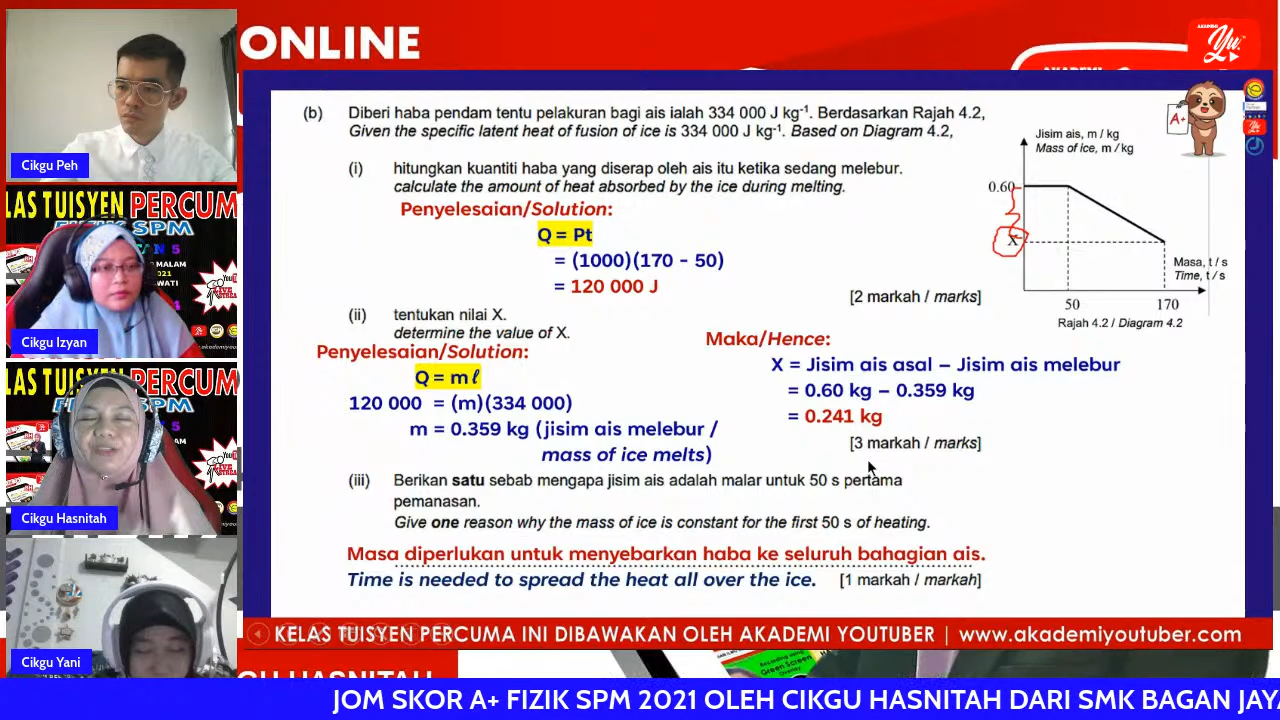 ONLINE
AKADEMI
Yu.
A+
(b) Diberi haba pendam tentu pelakuran bagi ais ialah 334 000 J kg⁻¹. Berdasarkan Rajah 4.2,
Given the specific latent heat of fusion of ice is 334 000 J kg⁻¹. Based on Diagram 4.2,
(i) hitungkan kuantiti haba yang diserap oleh ais itu ketika sedang melebur.
calculate the amount of heat absorbed by the ice during melting.
Penyelesaian/Solution:
Q = Pt
= (1000)(170 - 50)
= 120 000 J
[2 markah / marks]
Jisim ais, m / kg
Mass of ice, m / kg
0.60
X
Masa, t / s
Time, t / s
50 170
Rajah 4.2 / Diagram 4.2
(ii) tentukan nilai X.
determine the value of X.
Penyelesaian/Solution:
Q = m ℓ
120 000 = (m)(334 000)
m = 0.359 kg (jisim ais melebur /
mass of ice melts)
Maka/Hence:
X = Jisim ais asal – Jisim ais melebur
= 0.60 kg – 0.359 kg
= 0.241 kg
[3 markah / marks]
(iii) Berikan satu sebab mengapa jisim ais adalah malar untuk 50 s pertama
pemanasan.
Give one reason why the mass of ice is constant for the first 50 s of heating.
Masa diperlukan untuk menyebarkan haba ke seluruh bahagian ais.
Time is needed to spread the heat all over the ice. [1 markah / markah]
KELAS TUISYEN PERCUMA INI DIBAWAKAN OLEH AKADEMI YOUTUBER | www.akademiyoutuber.com
Cikgu Peh
LAS TUISYEN PERCUM
Cikgu Izyan
LAS TUISYEN PERCUM
Cikgu Hasnitah
Cikgu Yani
Recording using
Green Screen
JOM SKOR A+ FIZIK SPM 2021 OLEH CIKGU HASNITAH DARI SMK BAGAN JAYA